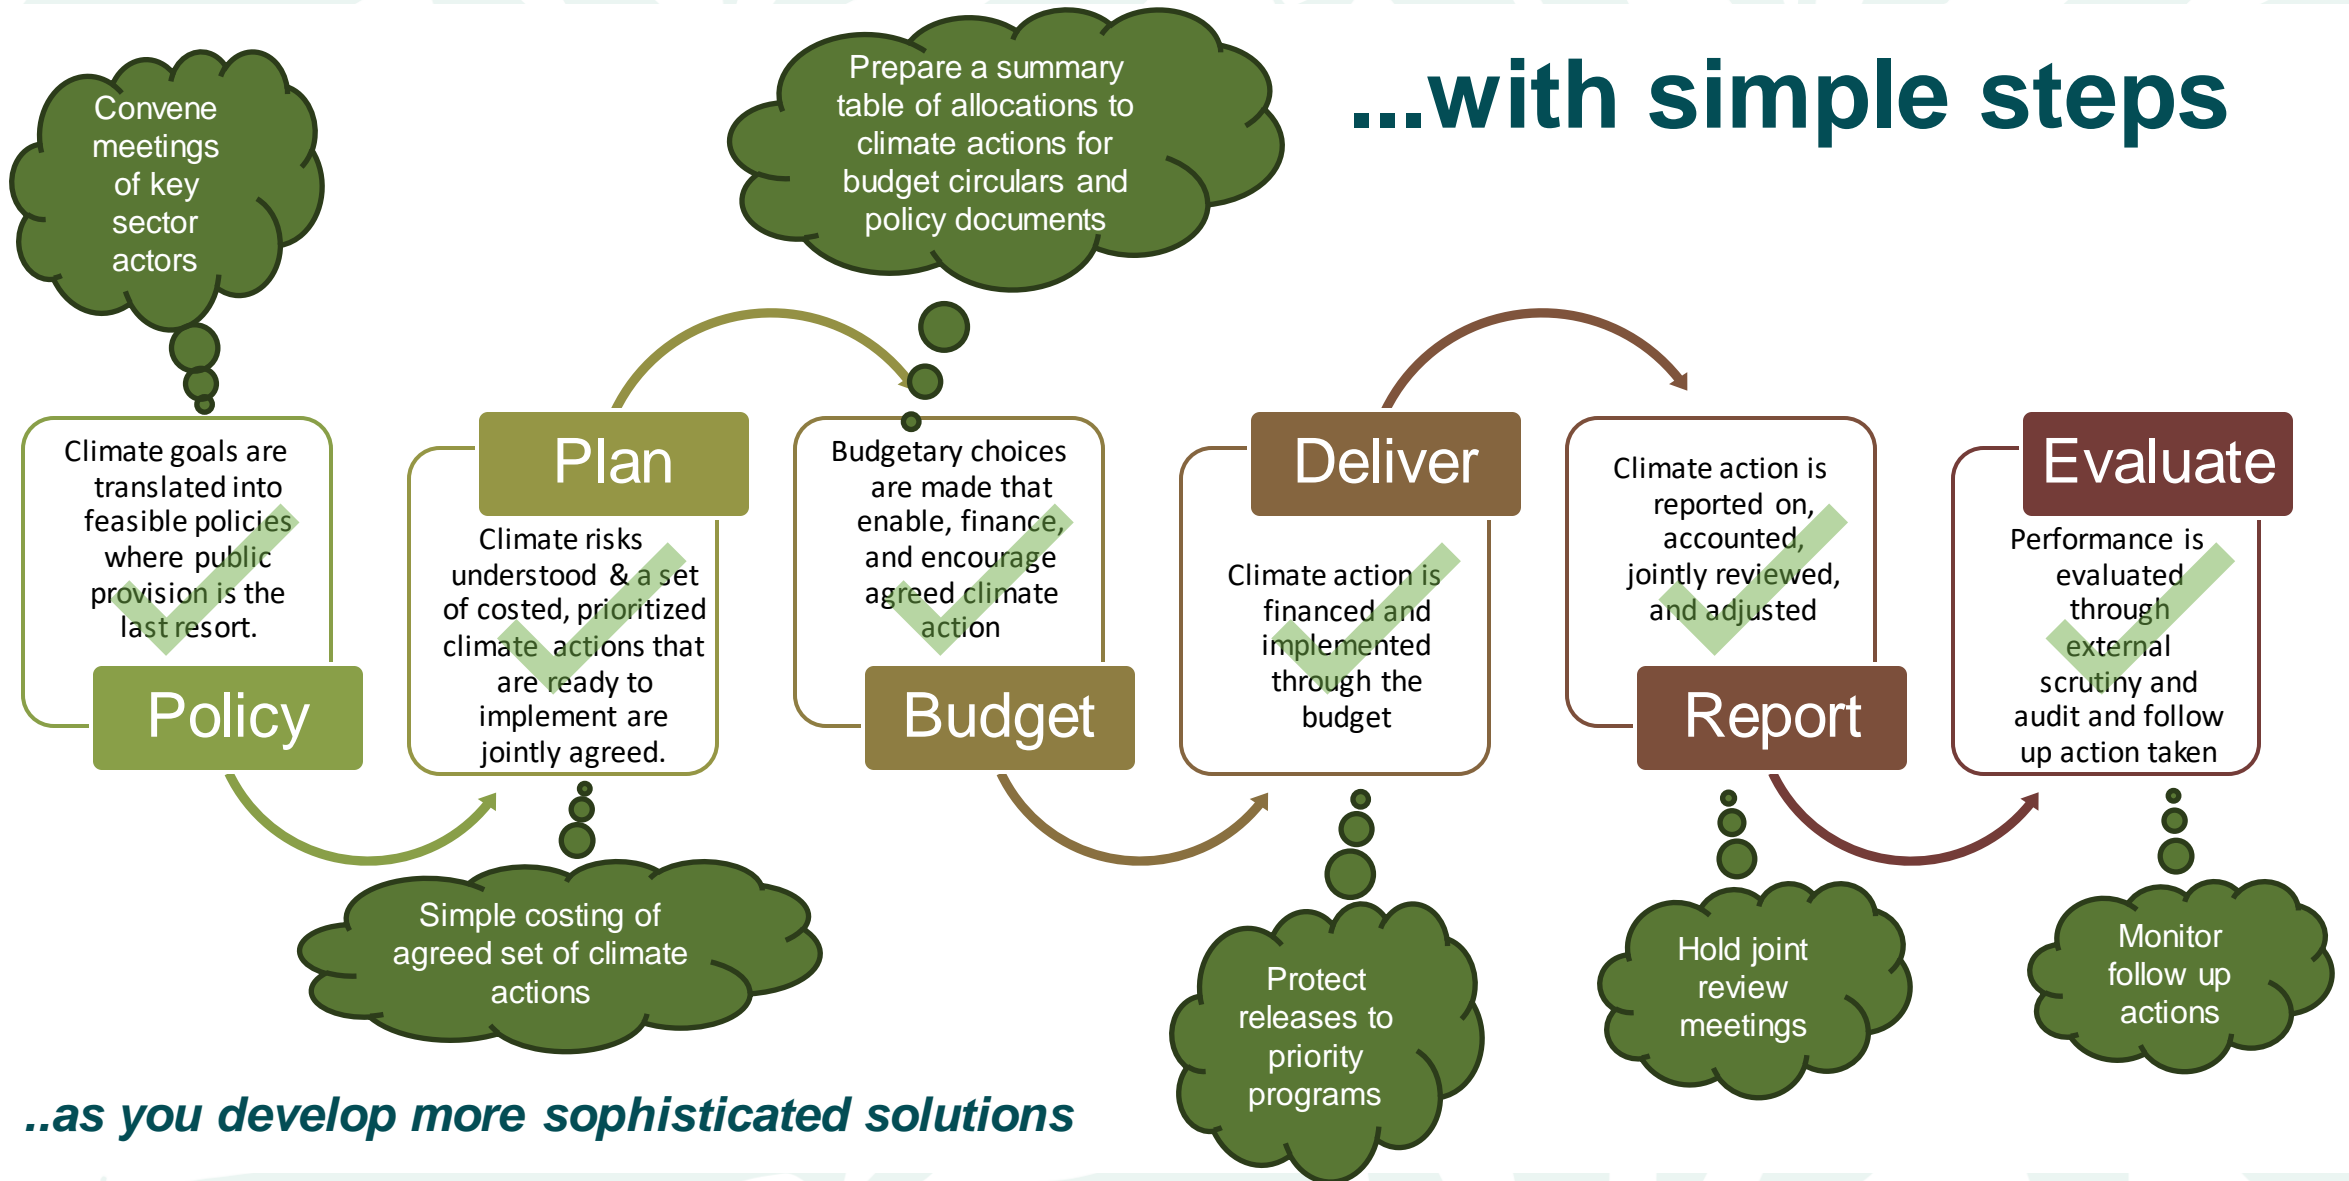 ...with simple steps
Convene
meetings
of key
sector
actors
Prepare a summary
table of allocations to
climate actions for
budget circulars and
policy documents
Climate goals are
translated into
feasible policies
where public
provision is the
last resort.
Policy
Plan
Climate risks
understood & a set
of costed, prioritized
climate actions that
are ready to
implement are
jointly agreed.
Simple costing of
agreed set of climate
actions
Budgetary choices
are made that
enable, finance,
and encourage
agreed climate
action
Budget
Deliver
Climate action is
financed and
implemented
through the
budget
Protect
releases to
priority
programs
Climate action is
reported on,
accounted,
jointly reviewed,
and adjusted
Report
Hold joint
review
meetings
Evaluate
Performance is
evaluated
through
external
scrutiny and
audit and follow
up action taken
Monitor
follow up
actions
..as you develop more sophisticated solutions